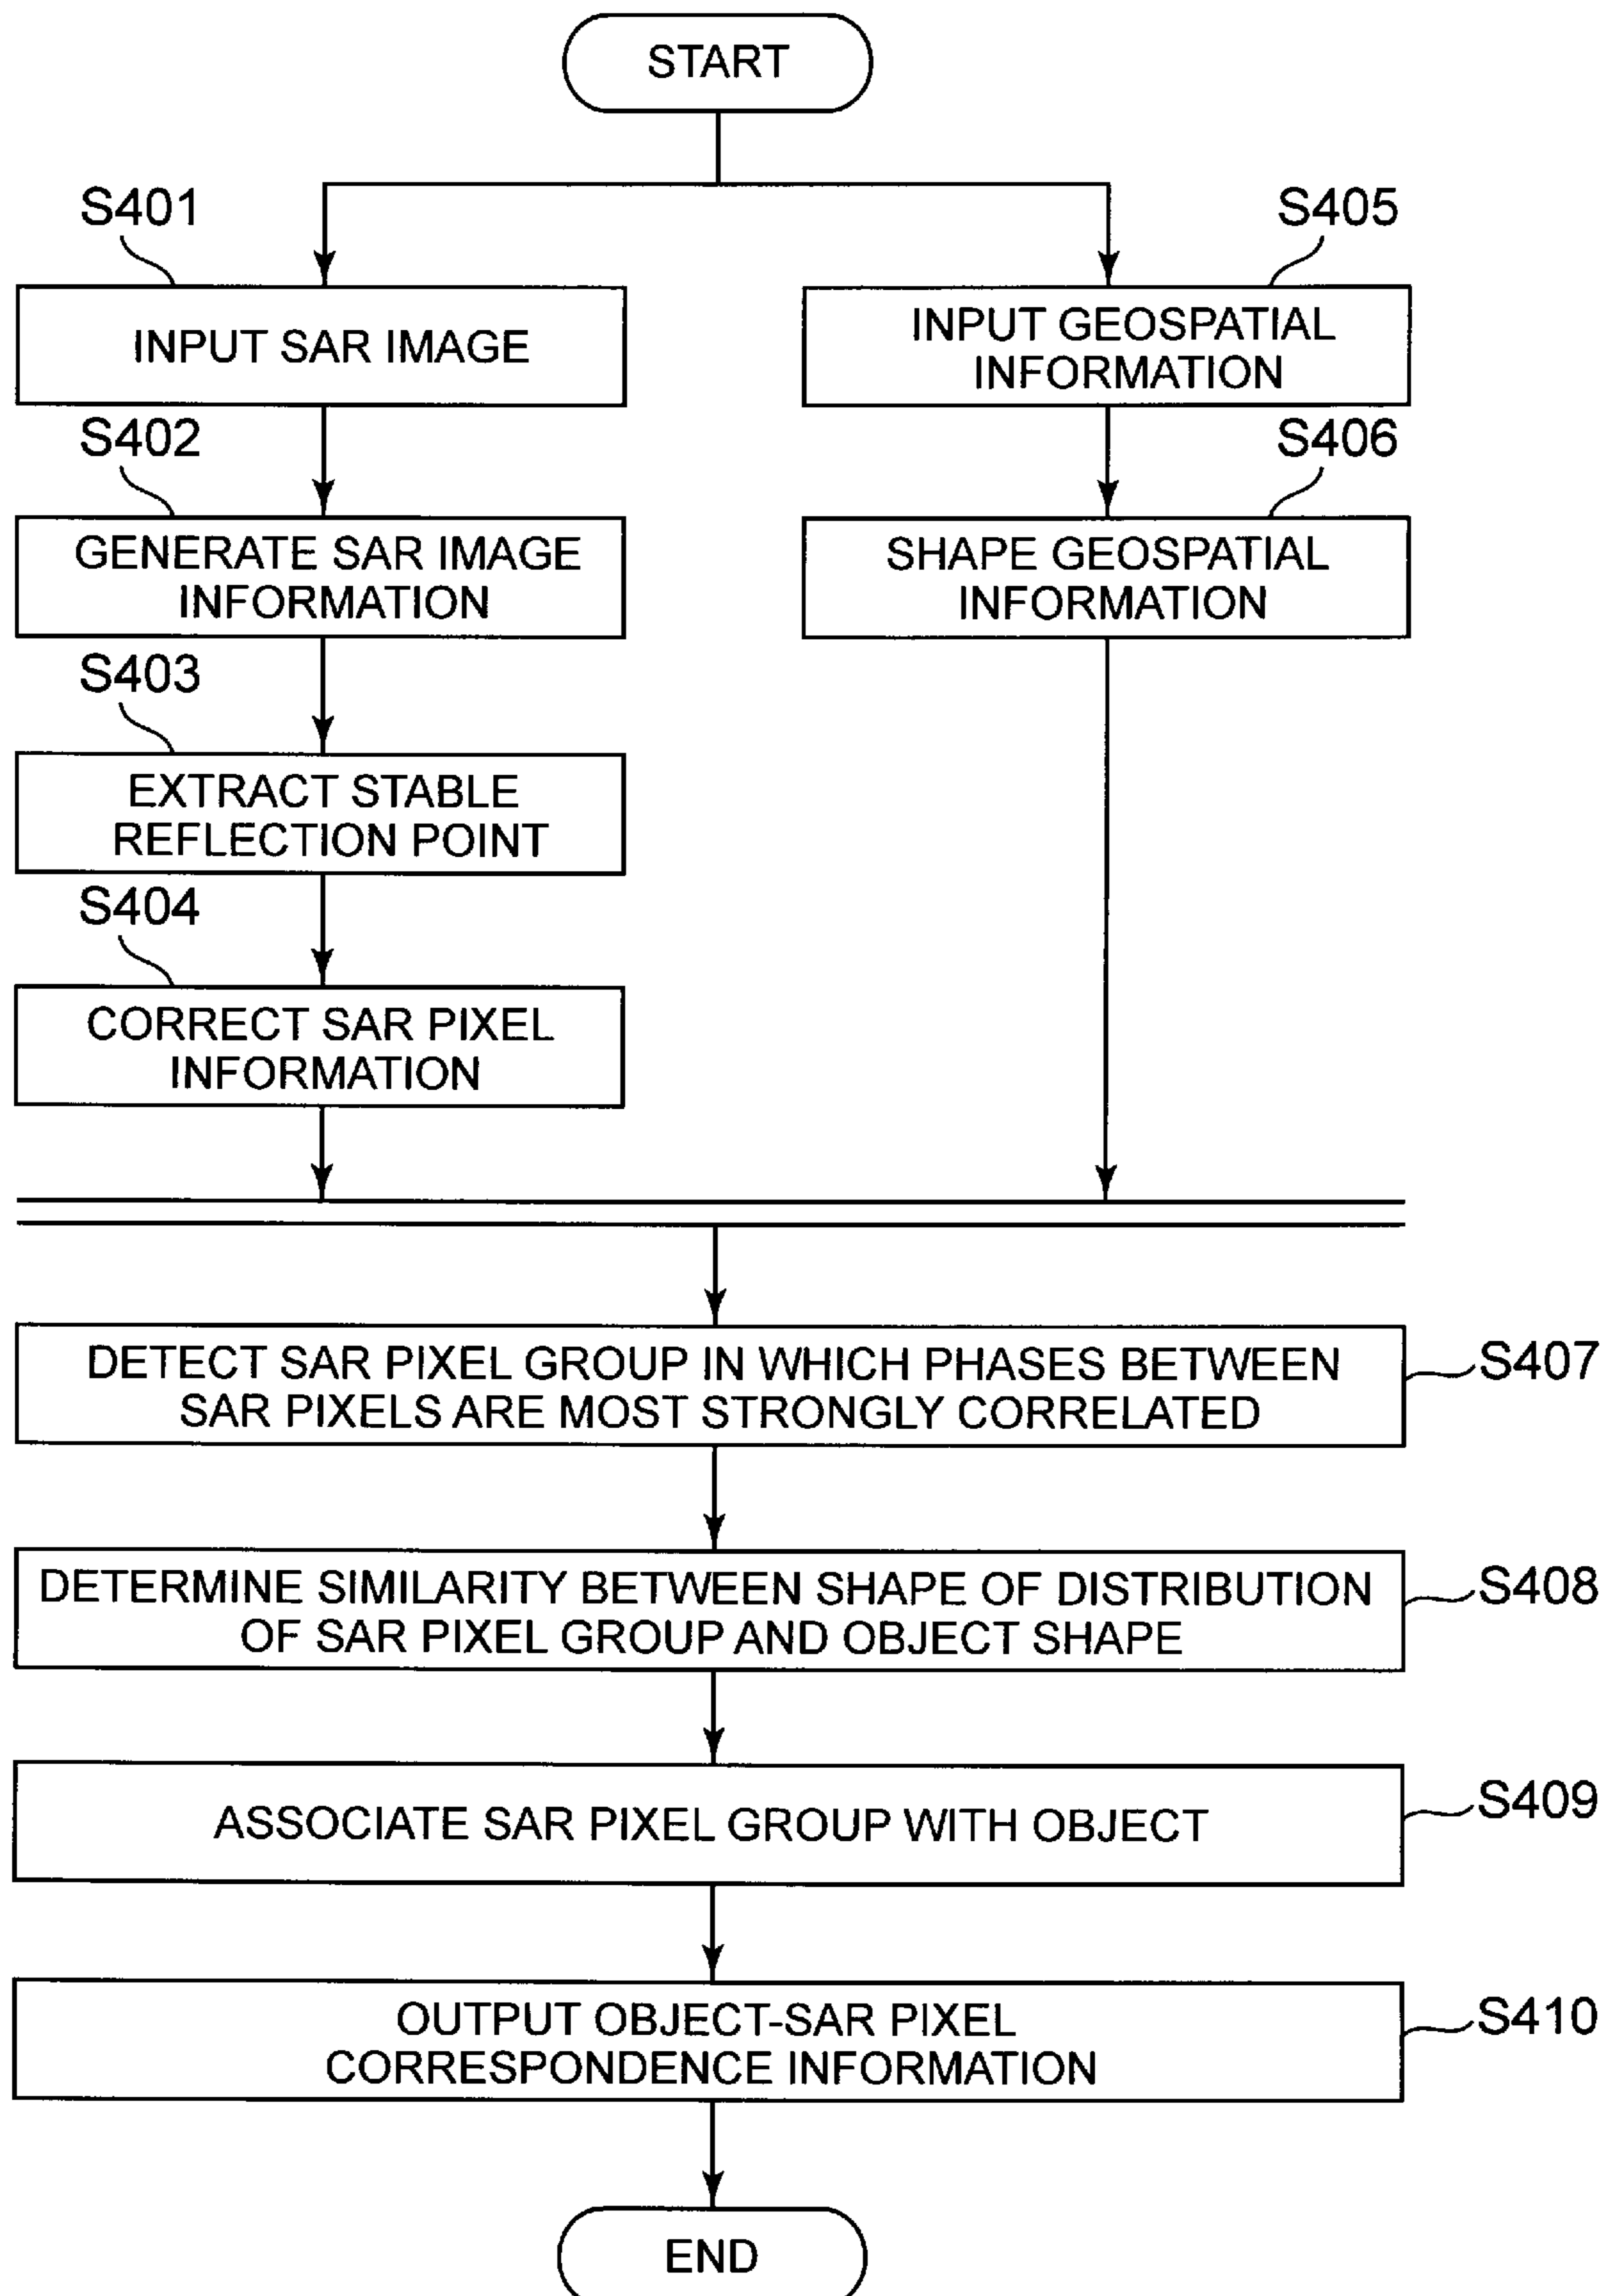 START
S401
INPUT SAR IMAGE
S402
GENERATE SAR IMAGE
INFORMATION
S403
EXTRACT STABLE
REFLECTION POINT
S404
CORRECT SAR PIXEL
INFORMATION
S405
INPUT GEOSPATIAL
INFORMATION
S406
SHAPE GEOSPATIAL
INFORMATION
DETECT SAR PIXEL GROUP IN WHICH PHASES BETWEEN
SAR PIXELS ARE MOST STRONGLY CORRELATED
S407
DETERMINE SIMILARITY BETWEEN SHAPE OF DISTRIBUTION
OF SAR PIXEL GROUP AND OBJECT SHAPE
S408
ASSOCIATE SAR PIXEL GROUP WITH OBJECT
S409
OUTPUT OBJECT-SAR PIXEL
CORRESPONDENCE INFORMATION
S410
END